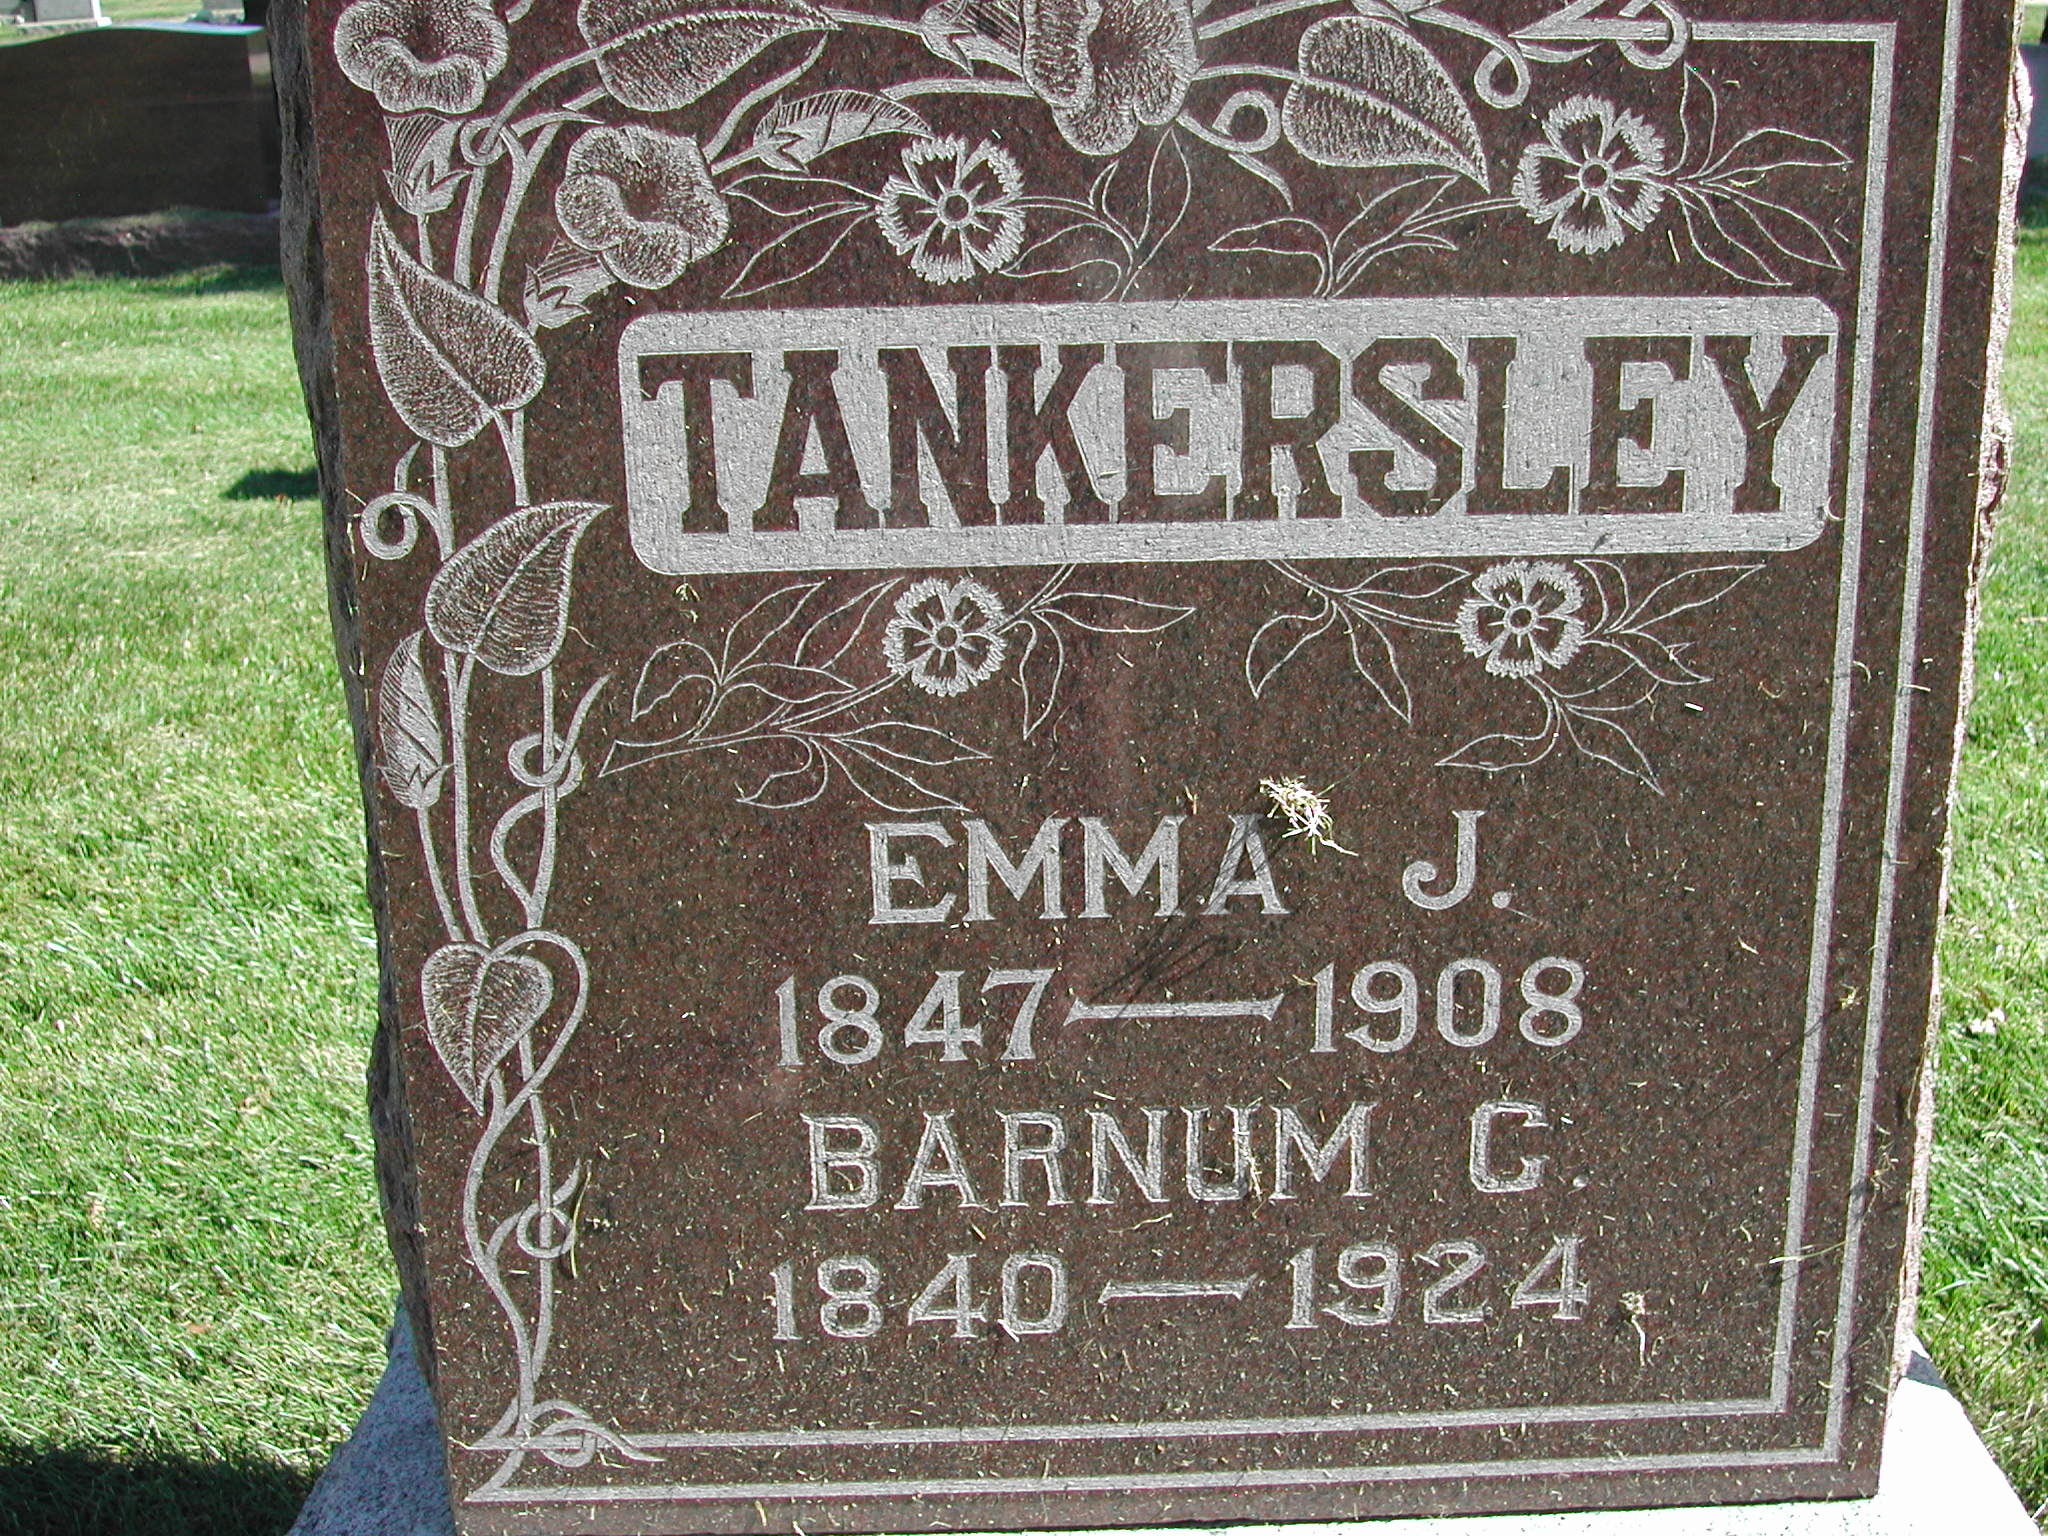 TANKERSLEY
EMMA J.
1847—1908
BARNUM C.
1840—1924